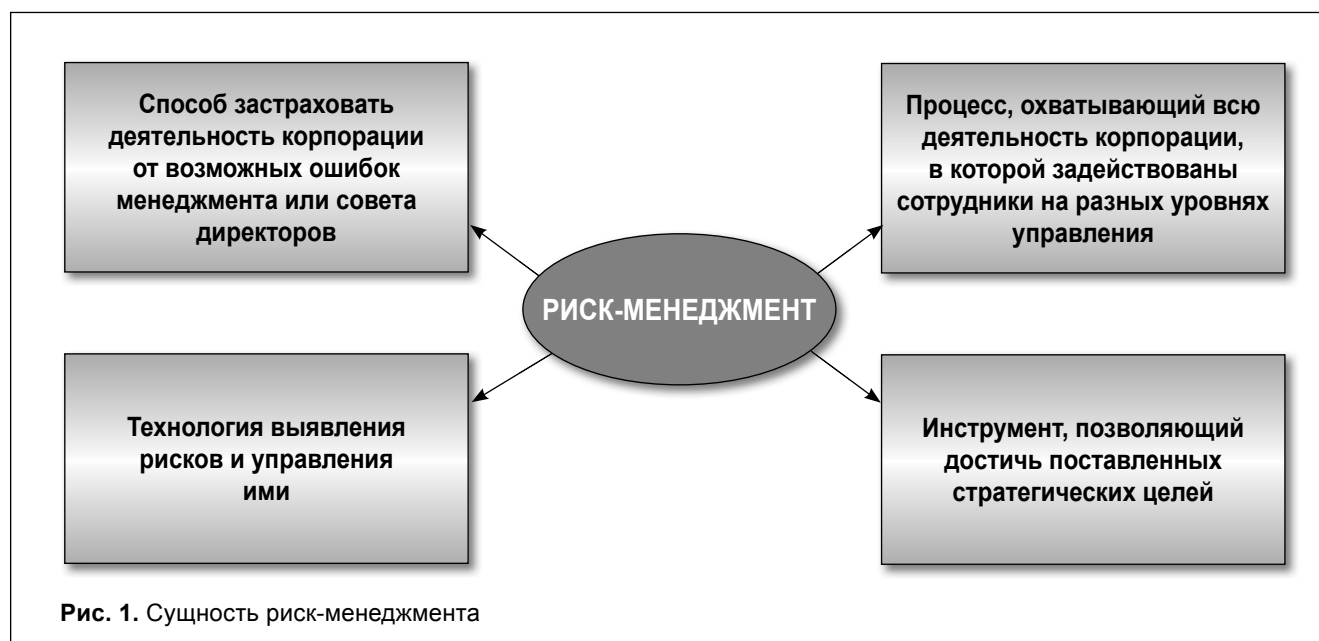 Способ застраховать
деятельность корпорации
от возможных ошибок
менеджмента или совета
директоров
Процесс, охватывающий всю
деятельность корпорации,
в которой задействованы
сотрудники на разных уровнях
управления
РИСК-МЕНЕДЖМЕНТ
Технология выявления
рисков и управления
ими
Инструмент, позволяющий
достичь поставленных
стратегических целей
Рис. 1. Сущность риск-менеджмента